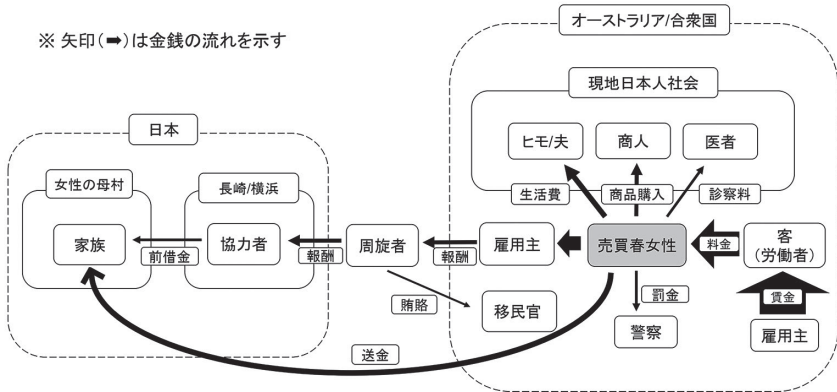 ※ 矢印(➡)は金銭の流れを示す
オーストラリア/合衆国
現地日本人社会
日本
ヒモ/夫
商人
医者
女性の母村
長崎/横浜
生活費
商品購入
診察料
家族
前借金
協力者
報酬
周旋者
報酬
雇用主
売買春女性
料金
客
(労働者)
賄賂
移民官
罰金
賃金
警察
雇用主
送金